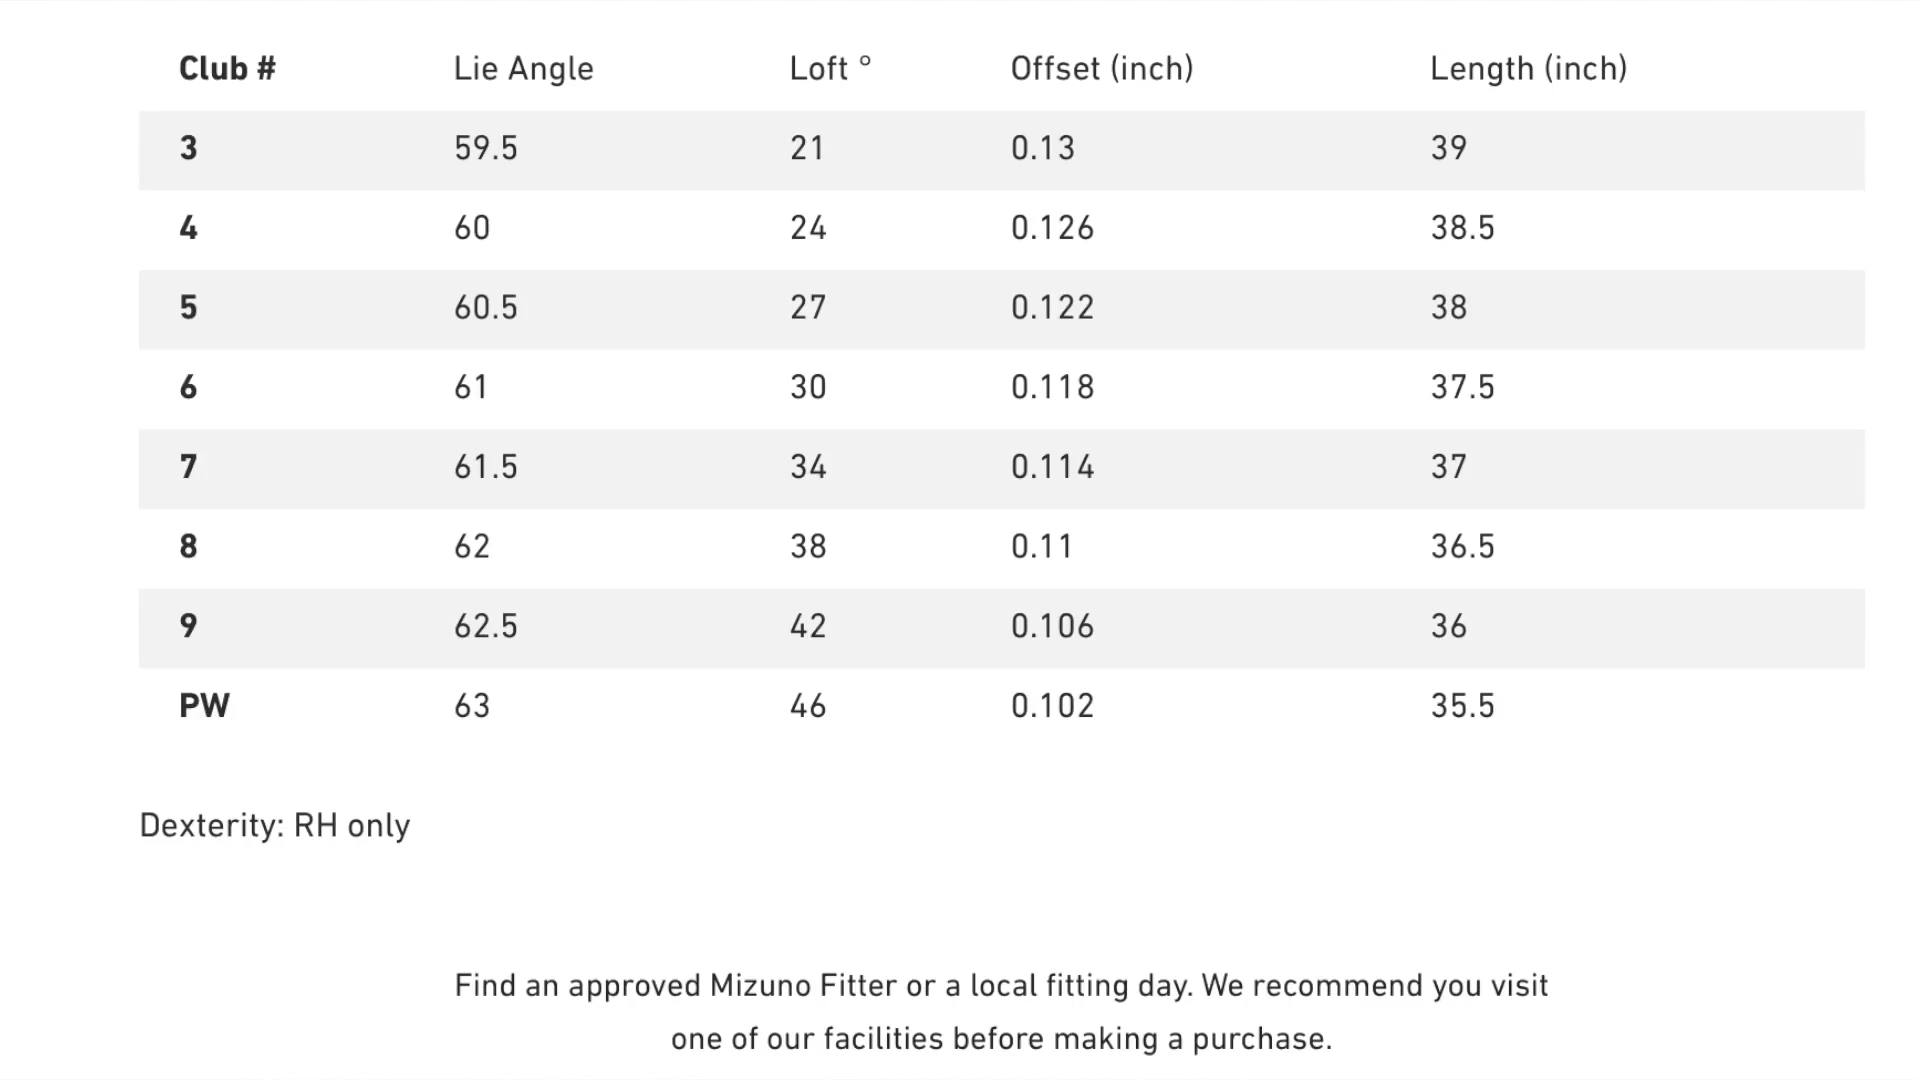 Club # Lie Angle Loft ° Offset (inch) Length (inch)
3 59.5 21 0.13 39
4 60 24 0.126 38.5
5 60.5 27 0.122 38
6 61 30 0.118 37.5
7 61.5 34 0.114 37
8 62 38 0.11 36.5
9 62.5 42 0.106 36
PW 63 46 0.102 35.5
Dexterity: RH only
Find an approved Mizuno Fitter or a local fitting day. We recommend you visit
one of our facilities before making a purchase.